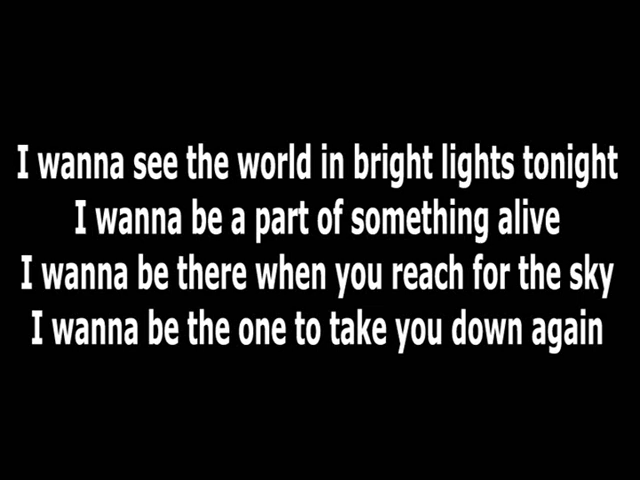 I wanna see the world in bright lights tonight
I wanna be a part of something alive
I wanna be there when you reach for the sky
I wanna be the one to take you down again